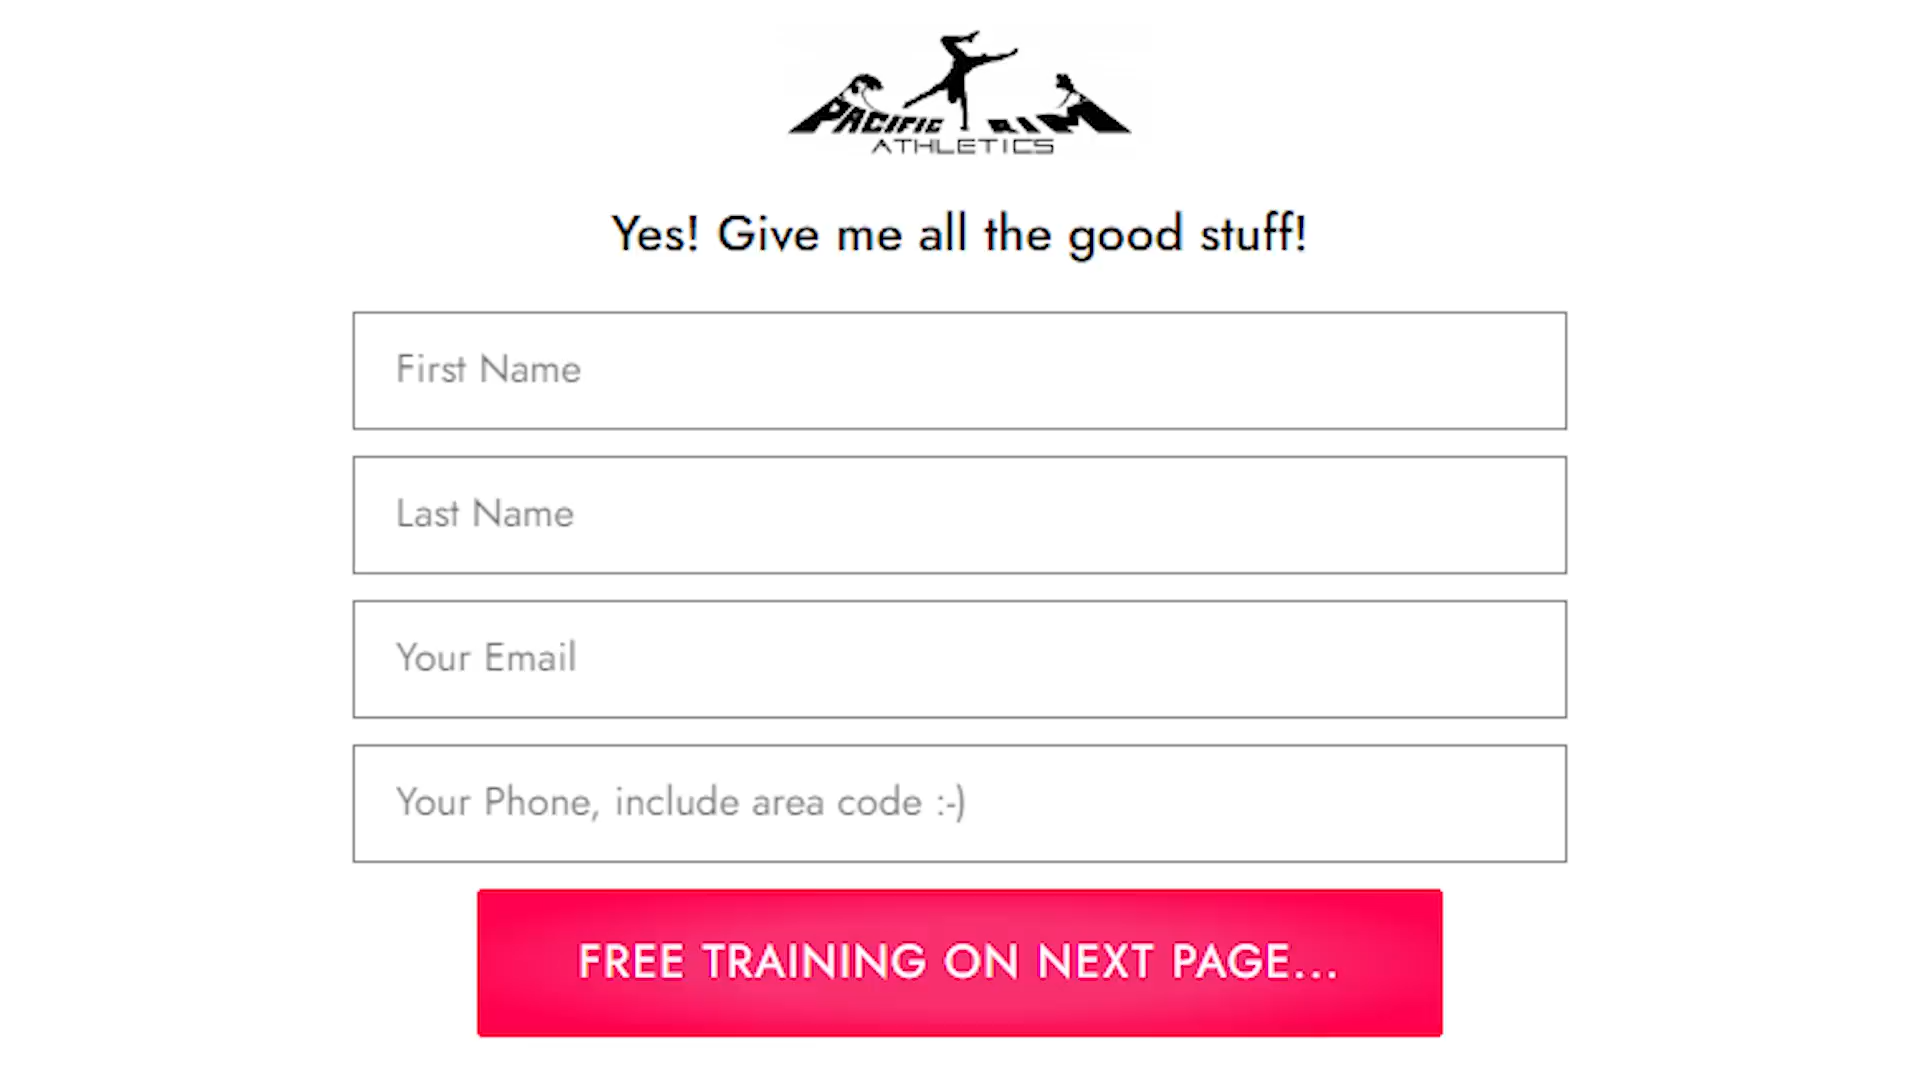 PACIFIC RIM
ATHLETICS
Yes! Give me all the good stuff!
First Name
Last Name
Your Email
Your Phone, include area code :-)
FREE TRAINING ON NEXT PAGE...